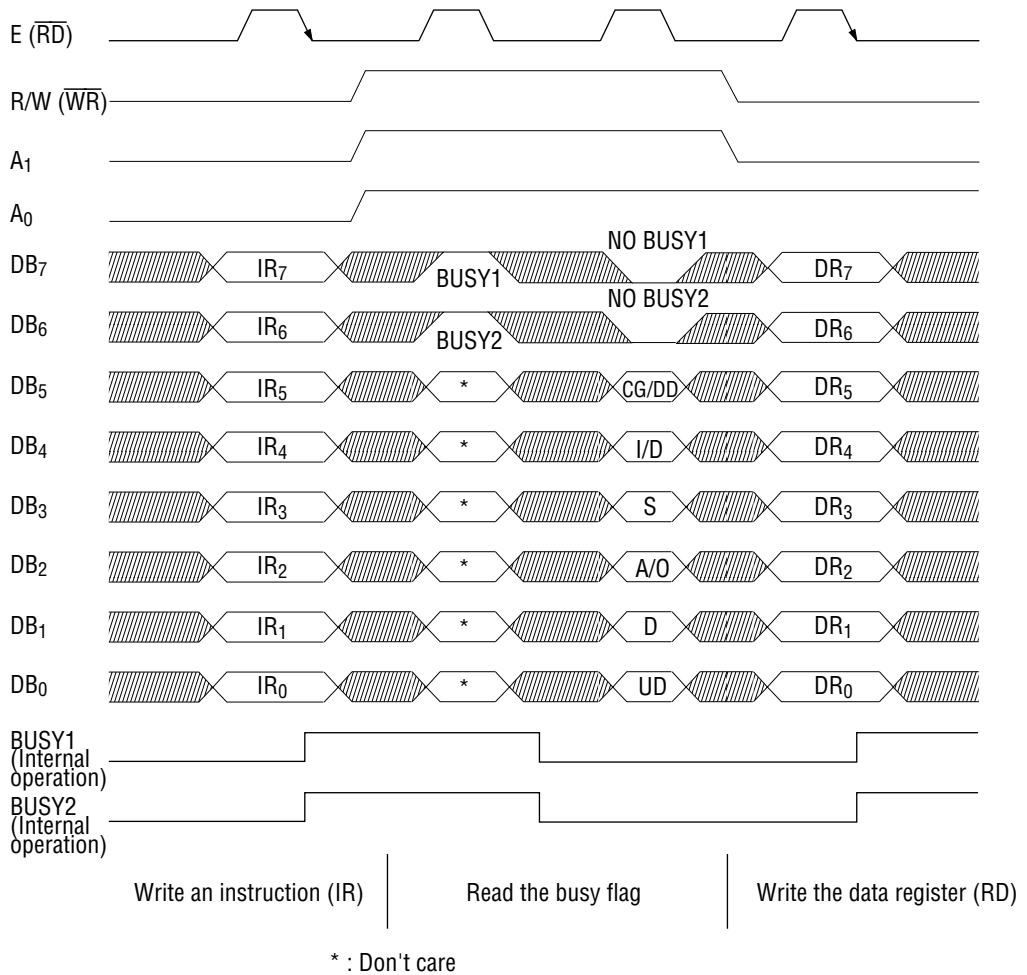 E (RD)
R/W (WR)
A1
A0
DB7 IR7 BUSY1 NO BUSY1 DR7
DB6 IR6 BUSY2 NO BUSY2 DR6
DB5 IR5 * CG/DD DR5
DB4 IR4 * I/D DR4
DB3 IR3 * S DR3
DB2 IR2 * A/O DR2
DB1 IR1 * D DR1
DB0 IR0 * UD DR0
BUSY1
(Internal
operation)
BUSY2
(Internal
operation)
Write an instruction (IR) Read the busy flag Write the data register (RD)
* : Don't care